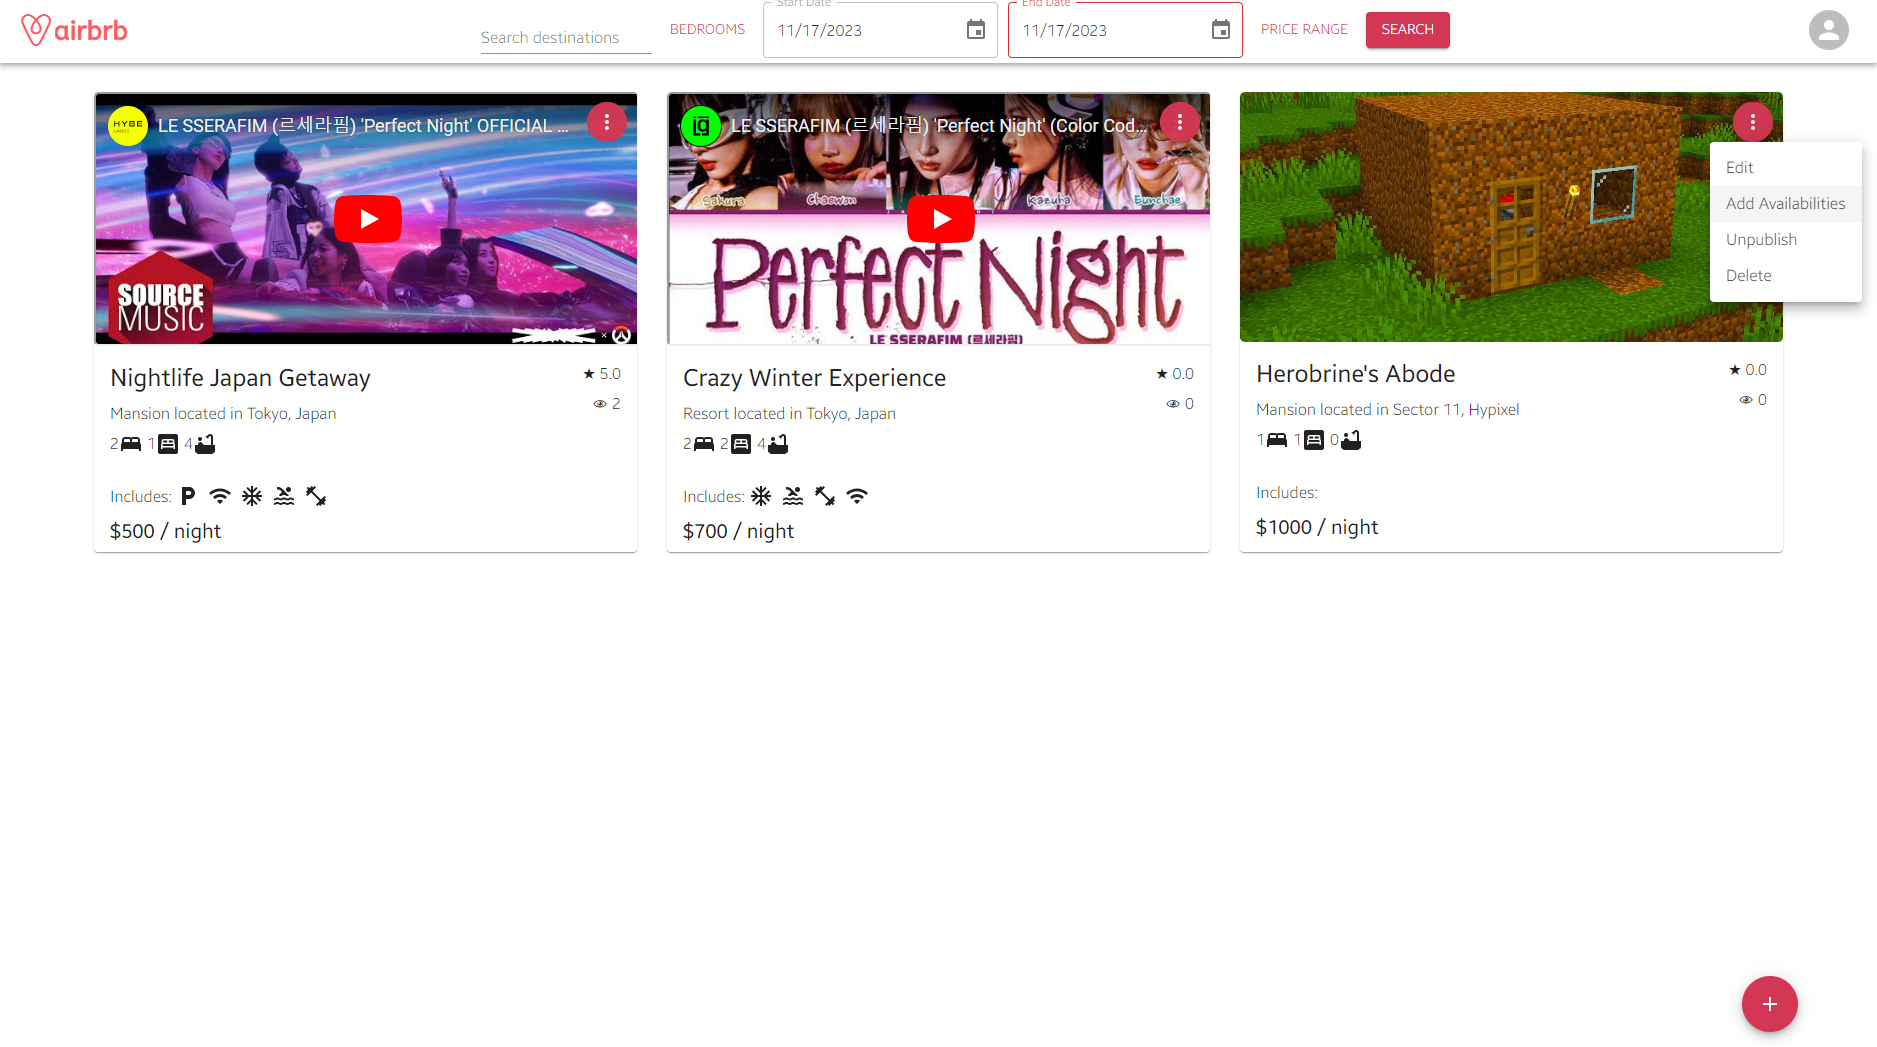 airbrb
Search destinations
BEDROOMS
Start Date
11/17/2023
End Date
11/17/2023
PRICE RANGE
SEARCH
HYBE
LABELS
LE SSERAFIM (르세라핌) 'Perfect Night' OFFICIAL ...
SOURCE
MUSIC
×
Nightlife Japan Getaway
★ 5.0
Mansion located in Tokyo, Japan
2
2 1 4
Includes: P
$500 / night
LE SSERAFIM (르세라핌) 'Perfect Night' (Color Cod...
Sakura Chaewon Kazuha Eunchae
Perfect Night
LE SSERAFIM (르세라핌)
Crazy Winter Experience
★ 0.0
Resort located in Tokyo, Japan
0
2 2 4
Includes:
$700 / night
Edit
Add Availabilities
Unpublish
Delete
Herobrine's Abode
★ 0.0
Mansion located in Sector 11, Hypixel
0
1 1 0
Includes:
$1000 / night
+